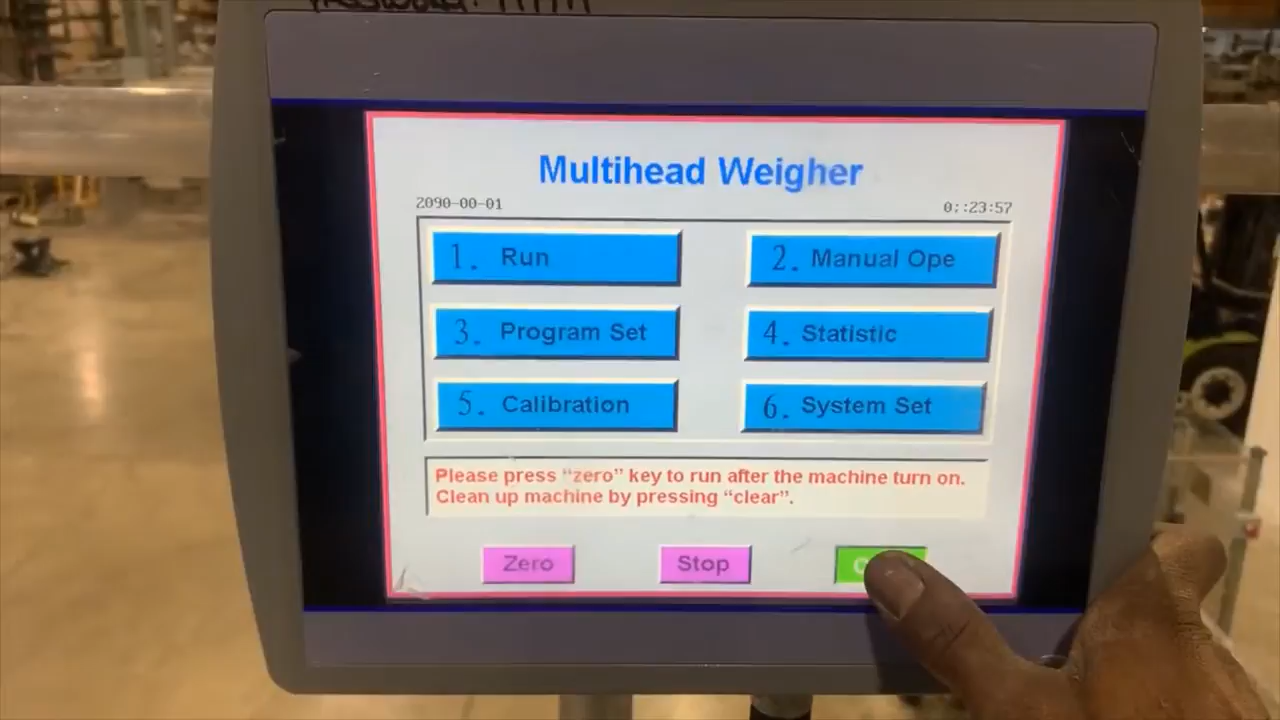 Multihead Weigher
2090-00-01
0;:23:57
1. Run
2. Manual Ope
3. Program Set
4. Statistic
5. Calibration
6. System Set
Please press “zero” key to run after the machine turn on.
Clean up machine by pressing “clear”.
Zero
Stop